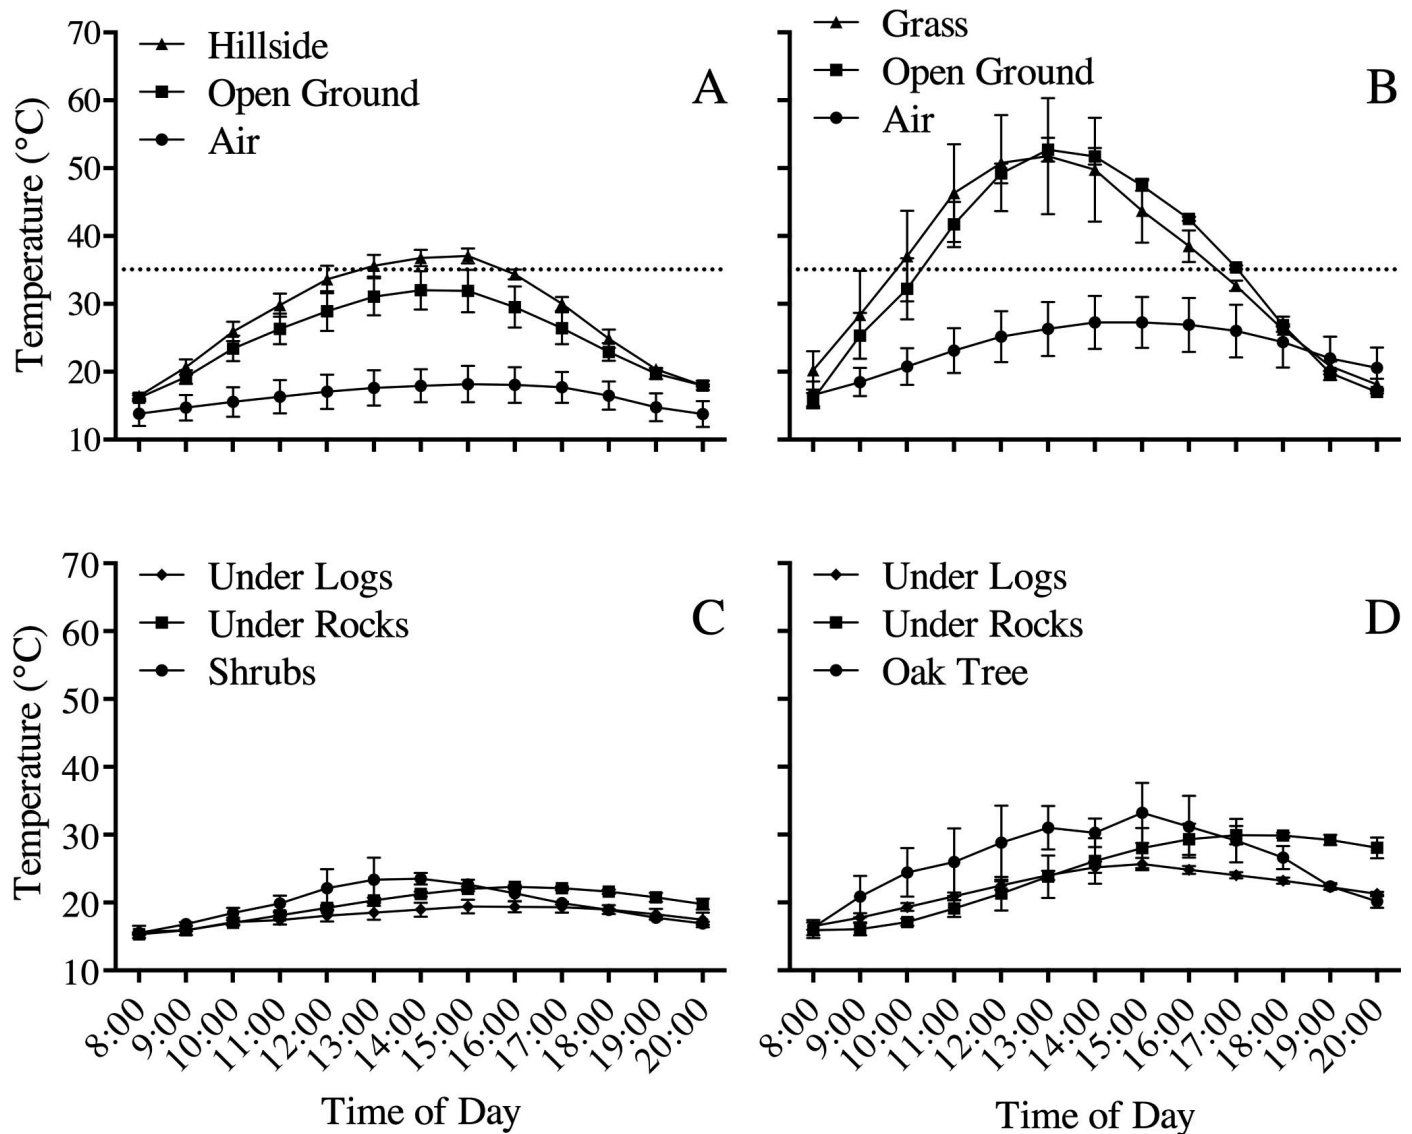 70
60
50
40
30
20
10
Temperature (°C)
Hillside
Open Ground
Air
A
Grass
Open Ground
Air
B
70
60
50
40
30
20
10
Temperature (°C)
Under Logs
Under Rocks
Shrubs
C
Under Logs
Under Rocks
Oak Tree
D
8:00
9:00
10:00
11:00
12:00
13:00
14:00
15:00
16:00
17:00
18:00
19:00
20:00
Time of Day
8:00
9:00
10:00
11:00
12:00
13:00
14:00
15:00
16:00
17:00
18:00
19:00
20:00
Time of Day